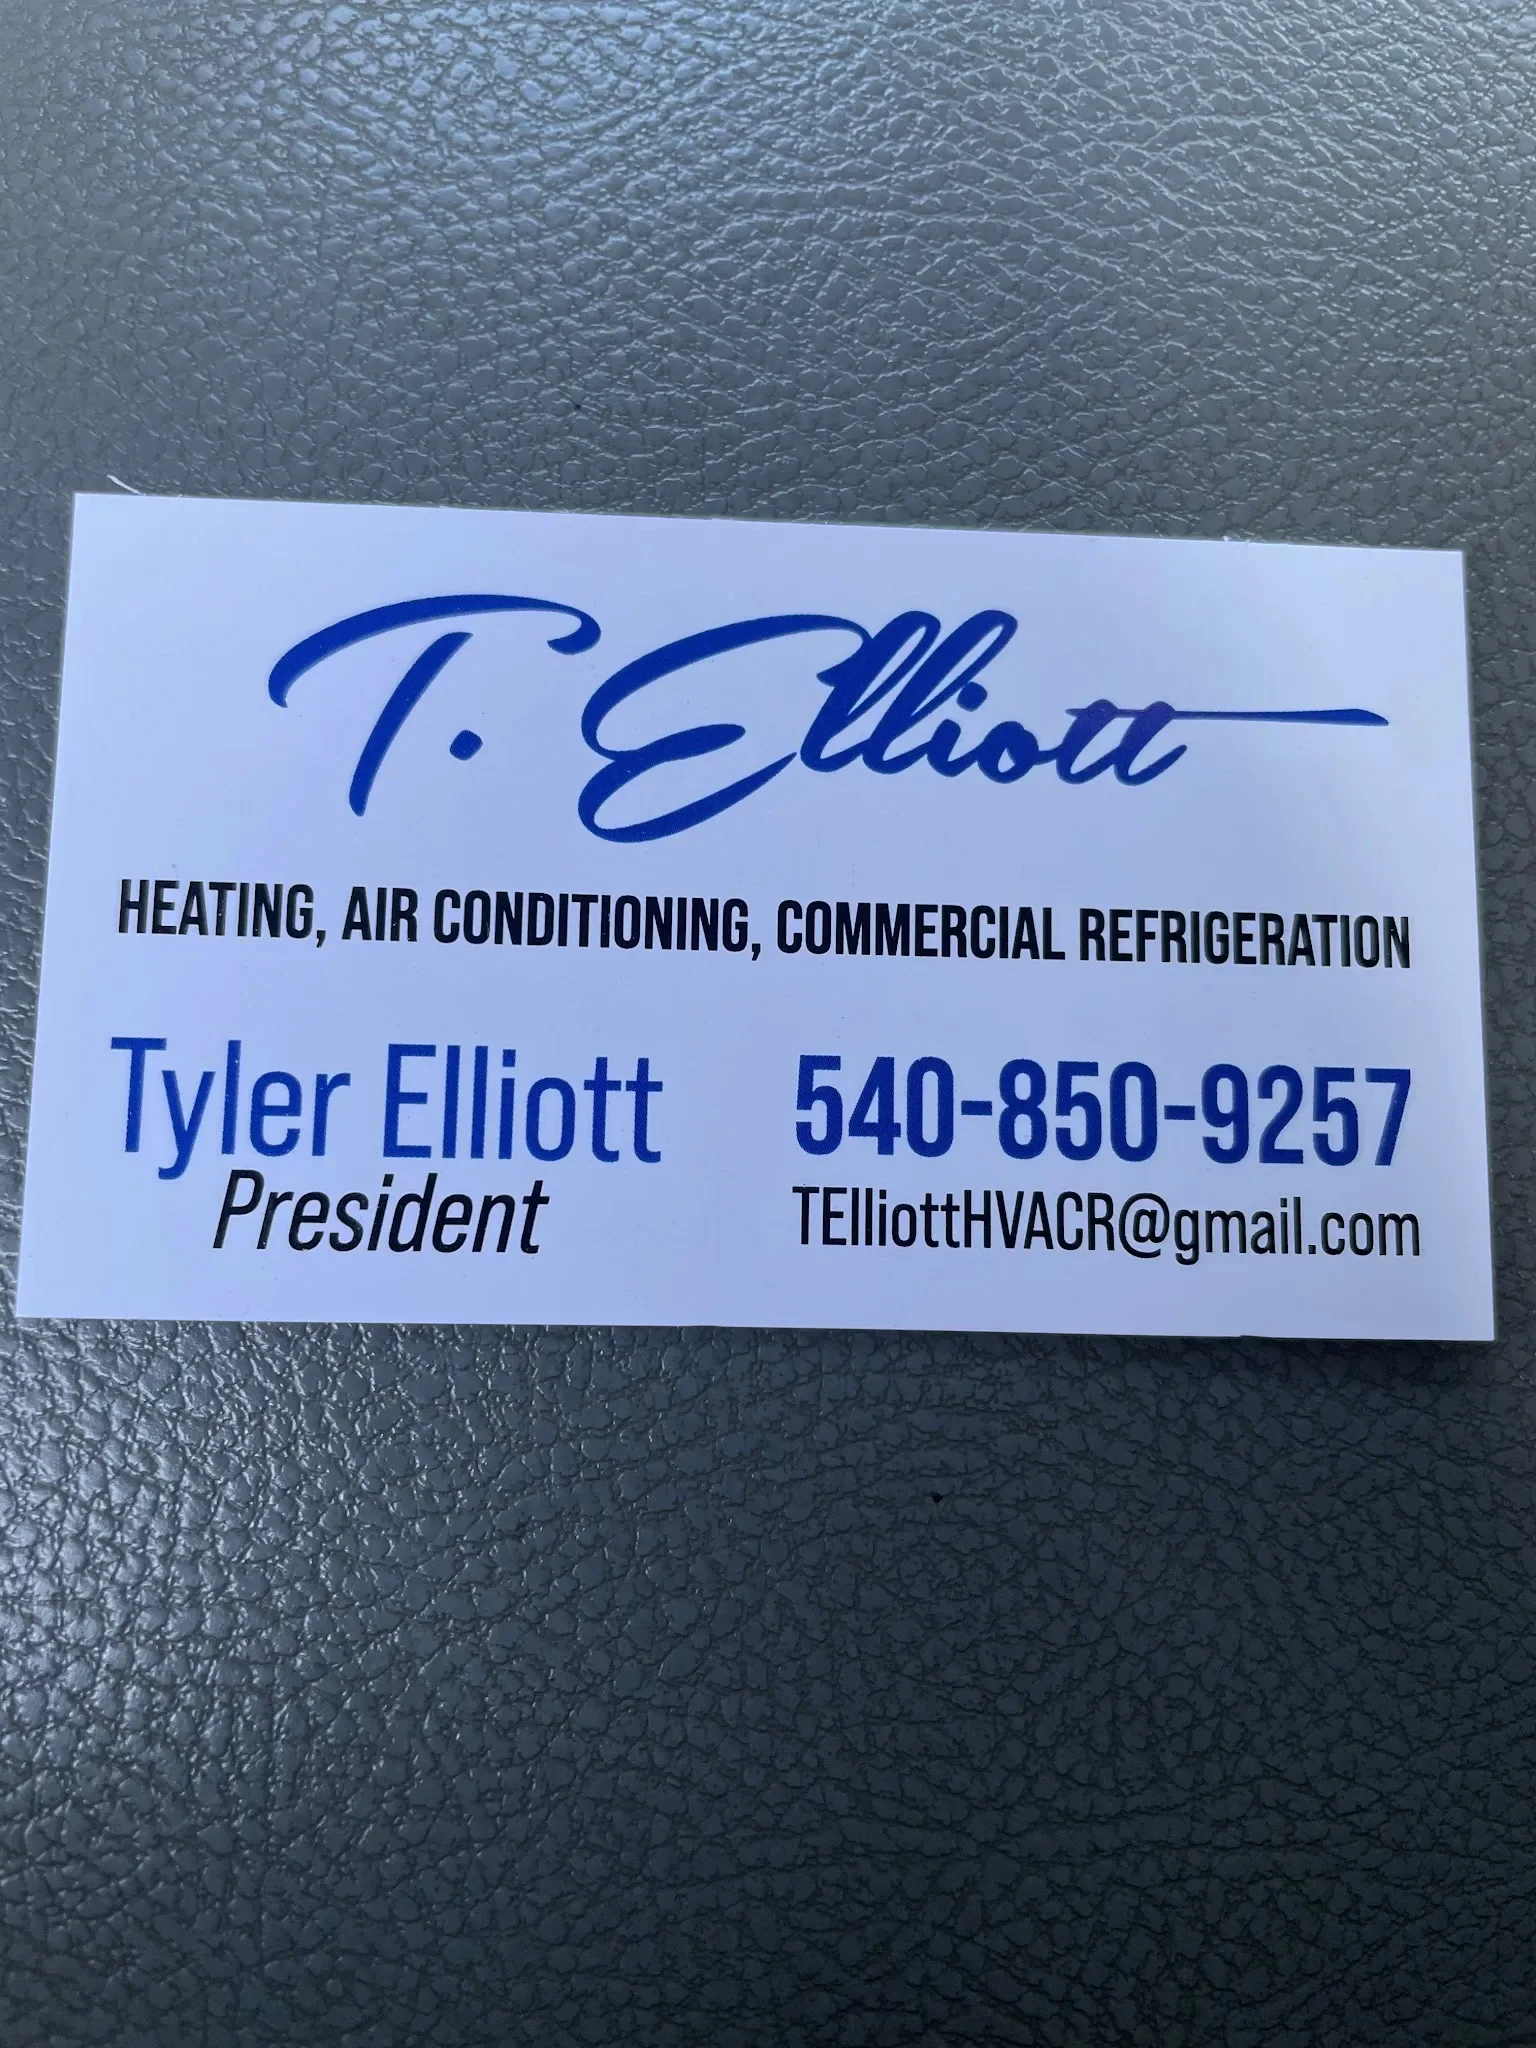 T. Elliott
HEATING, AIR CONDITIONING, COMMERCIAL REFRIGERATION
Tyler Elliott
President
540-850-9257
TElliottHVACR@gmail.com